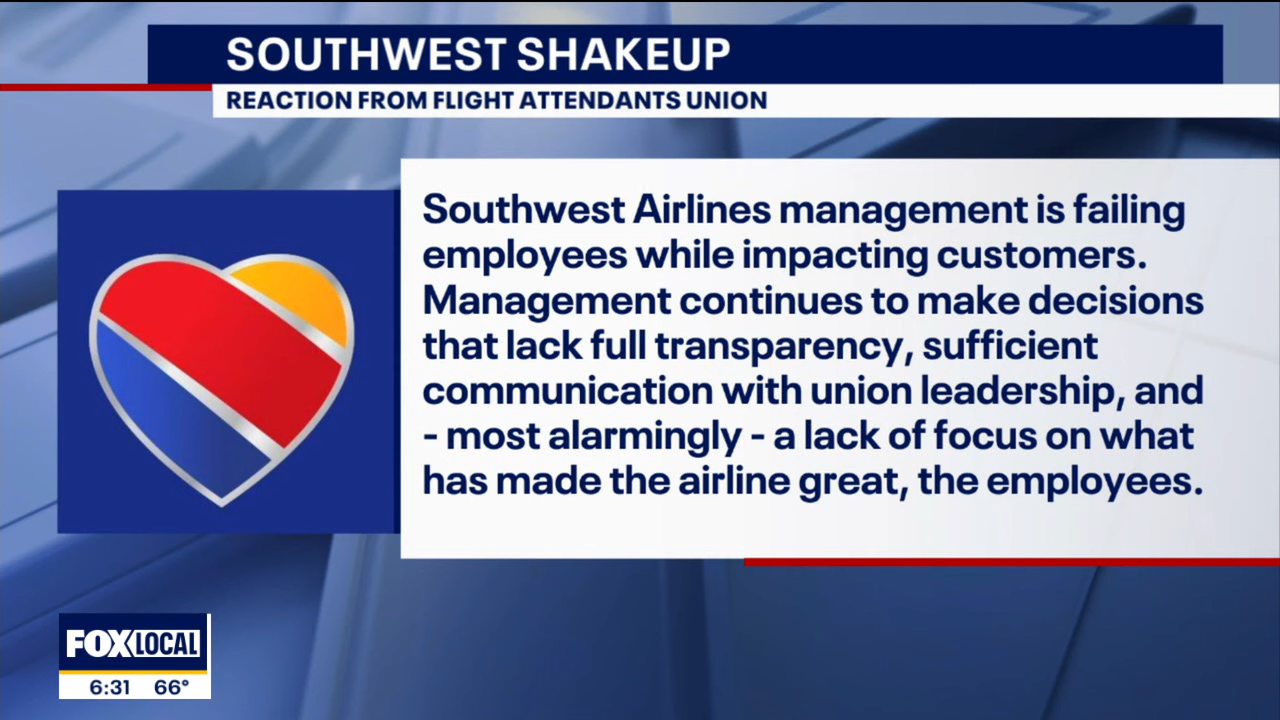 SOUTHWEST SHAKEUP
REACTION FROM FLIGHT ATTENDANTS UNION
Southwest Airlines management is failing
employees while impacting customers.
Management continues to make decisions
that lack full transparency, sufficient
communication with union leadership, and
- most alarmingly - a lack of focus on what
has made the airline great, the employees.
FOX LOCAL
6:31 66°